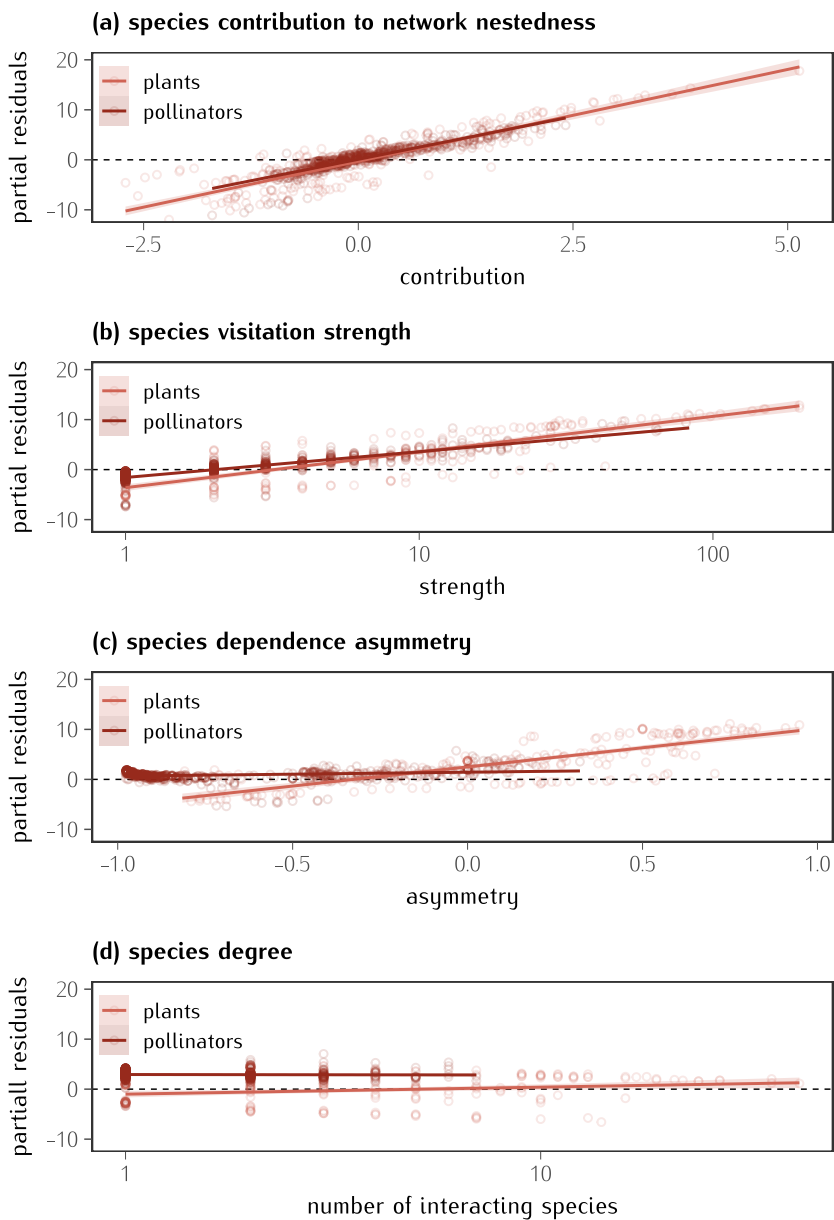 (a) species contribution to network nestedness
partial residuals
20
10
0
−10
plants
pollinators
−2.5 0.0 2.5 5.0
contribution
(b) species visitation strength
partial residuals
20
10
0
−10
plants
pollinators
1 10 100
strength
(c) species dependence asymmetry
partial residuals
20
10
0
−10
plants
pollinators
−1.0 −0.5 0.0 0.5 1.0
asymmetry
(d) species degree
partiall residuals
20
10
0
−10
plants
pollinators
1 10
number of interacting species